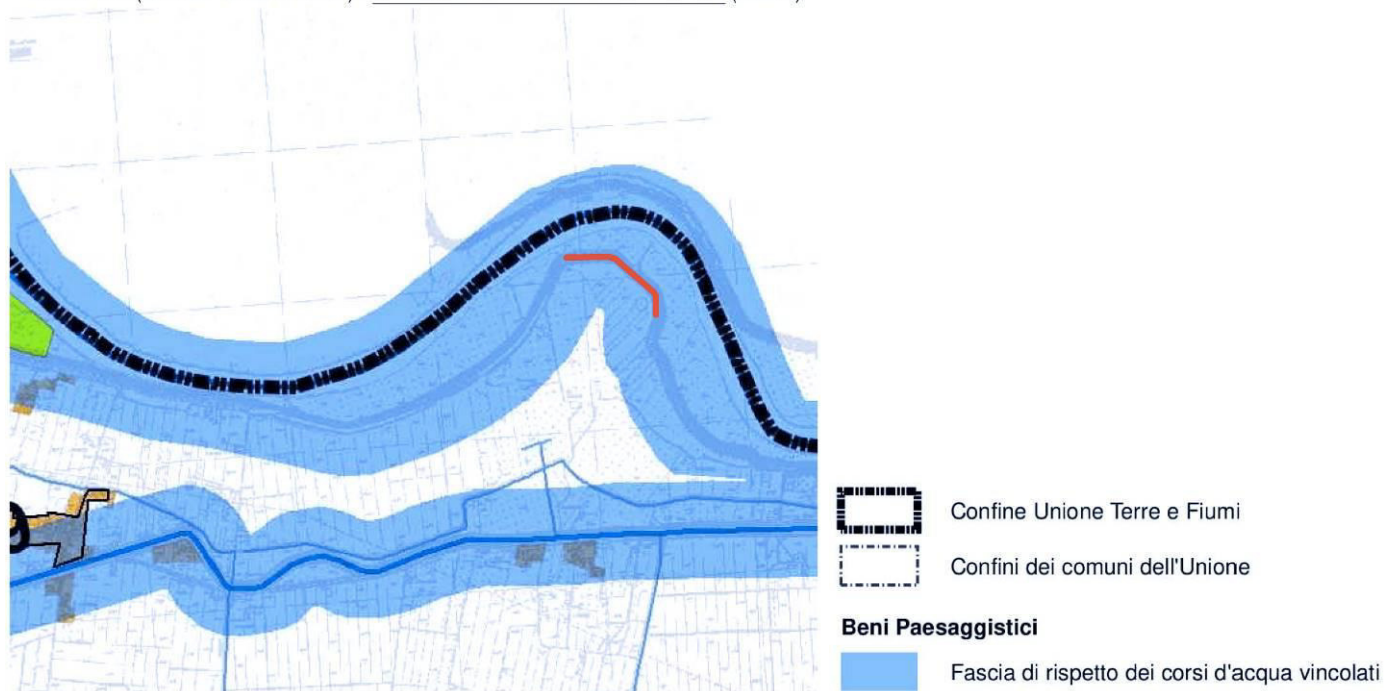 Confine Unione Terre e Fiumi
Confini dei comuni dell'Unione
Beni Paesaggistici
Fascia di rispetto dei corsi d'acqua vincolati